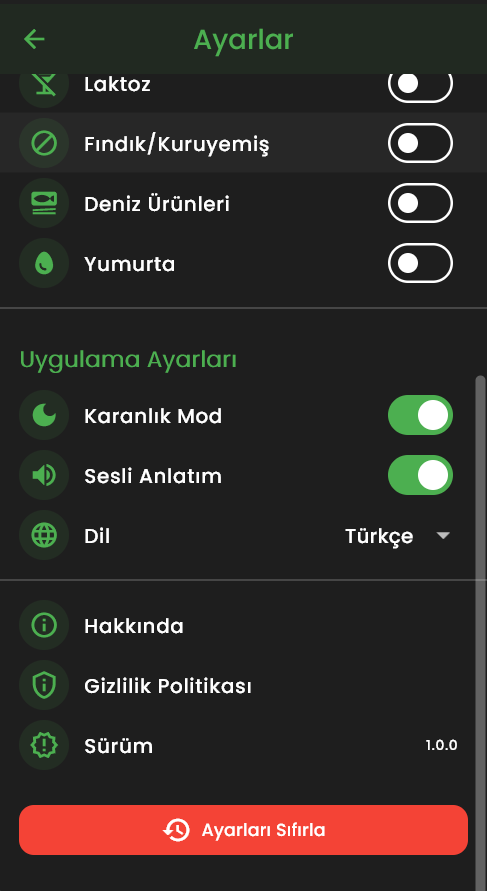 Ayarlar
Laktoz
Fındık/Kuruyemiş
Deniz Ürünleri
Yumurta
Uygulama Ayarları
Karanlık Mod
Sesli Anlatım
Dil Türkçe
Hakkında
Gizlilik Politikası
Sürüm 1.0.0
Ayarları Sıfırla